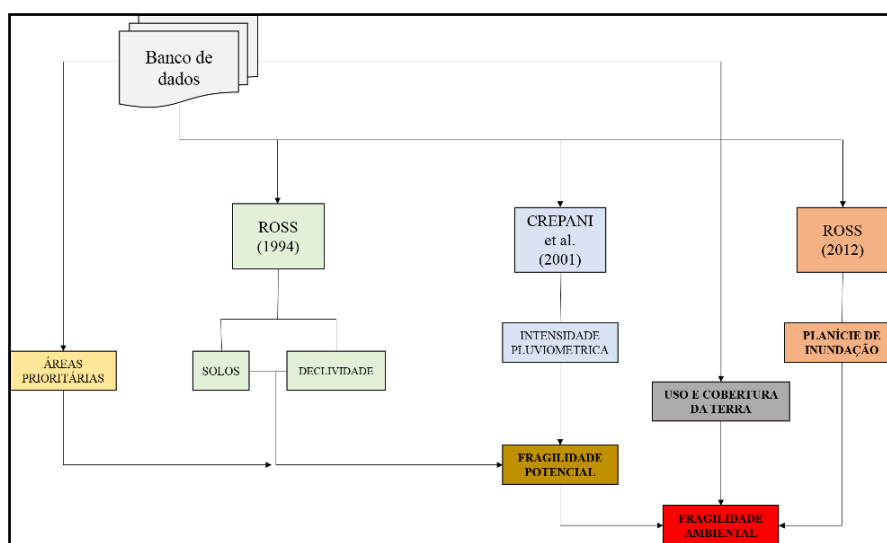 Banco de
dados
ROSS
(1994)
CREPANI
et al.
(2001)
ROSS
(2012)
ÁREAS
PRIORITÁRIAS
SOLOS
DECLIVIDADE
INTENSIDADE
PLUVIOMETRICA
PLANÍCIE DE
INUNDAÇÃO
USO E COBERTURA
DA TERRA
FRAGILIDADE
POTENCIAL
FRAGILIDADE
AMBIENTAL